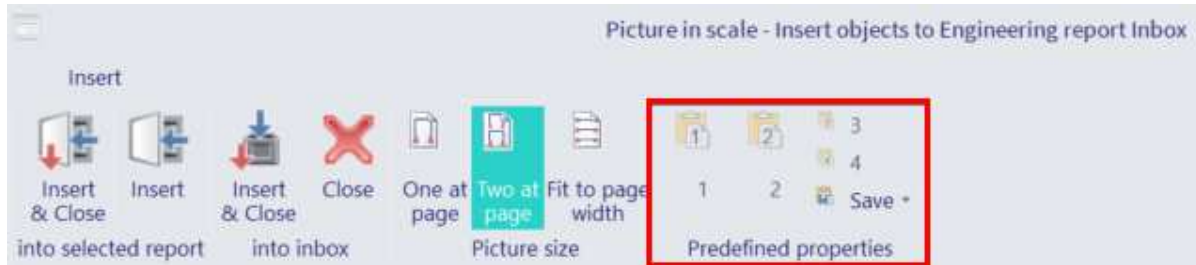 Picture in scale - Insert objects to Engineering report Inbox
Insert
Insert & Close
Insert
Insert & Close
Close
One at page
Two at page
Fit to page width
1
2
3
4
1
2
Save
into selected report
into inbox
Picture size
Predefined properties